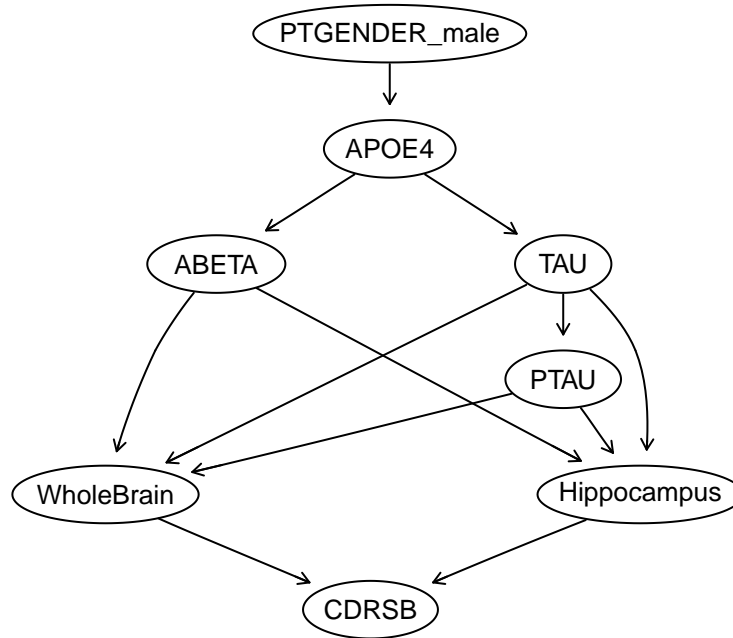 PTGENDER_male
APOE4
ABETA
TAU
PTAU
WholeBrain
Hippocampus
CDRSB